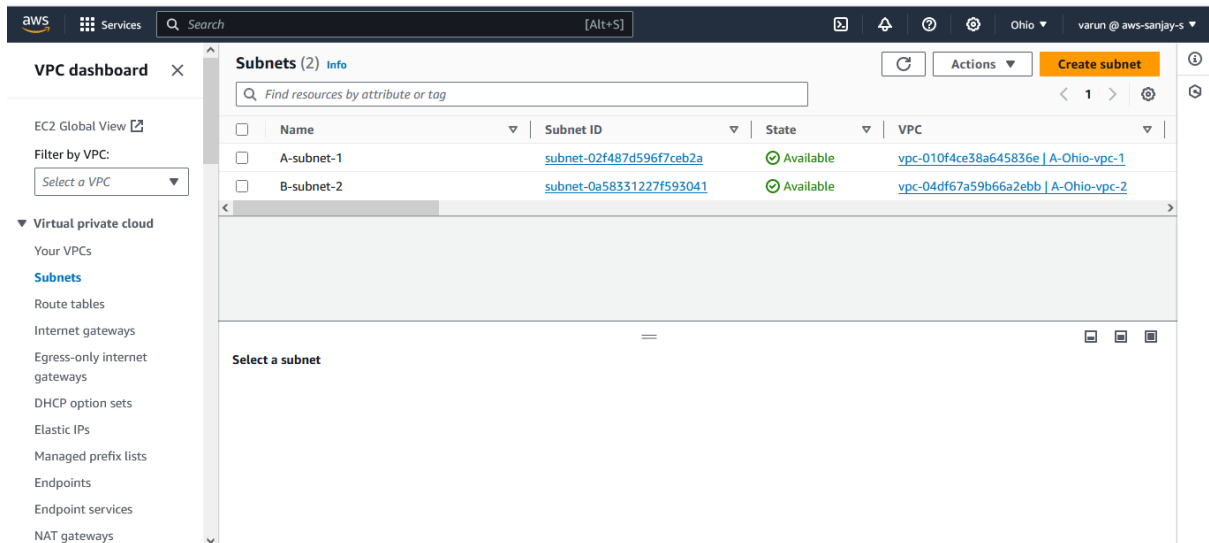 aws Services Search [Alt+S] Ohio varun @ aws-sanjay-s
VPC dashboard
EC2 Global View
Filter by VPC:
Select a VPC
Virtual private cloud
Your VPCs
Subnets
Route tables
Internet gateways
Egress-only internet
gateways
DHCP option sets
Elastic IPs
Managed prefix lists
Endpoints
Endpoint services
NAT gateways
Subnets (2) Info Actions Create subnet
Find resources by attribute or tag 1
Name Subnet ID State VPC
A-subnet-1 subnet-02f487d596f7ceb2a Available vpc-010f4ce38a645836e | A-Ohio-vpc-1
B-subnet-2 subnet-0a58331227f593041 Available vpc-04df67a59b66a2ebb | A-Ohio-vpc-2
Select a subnet